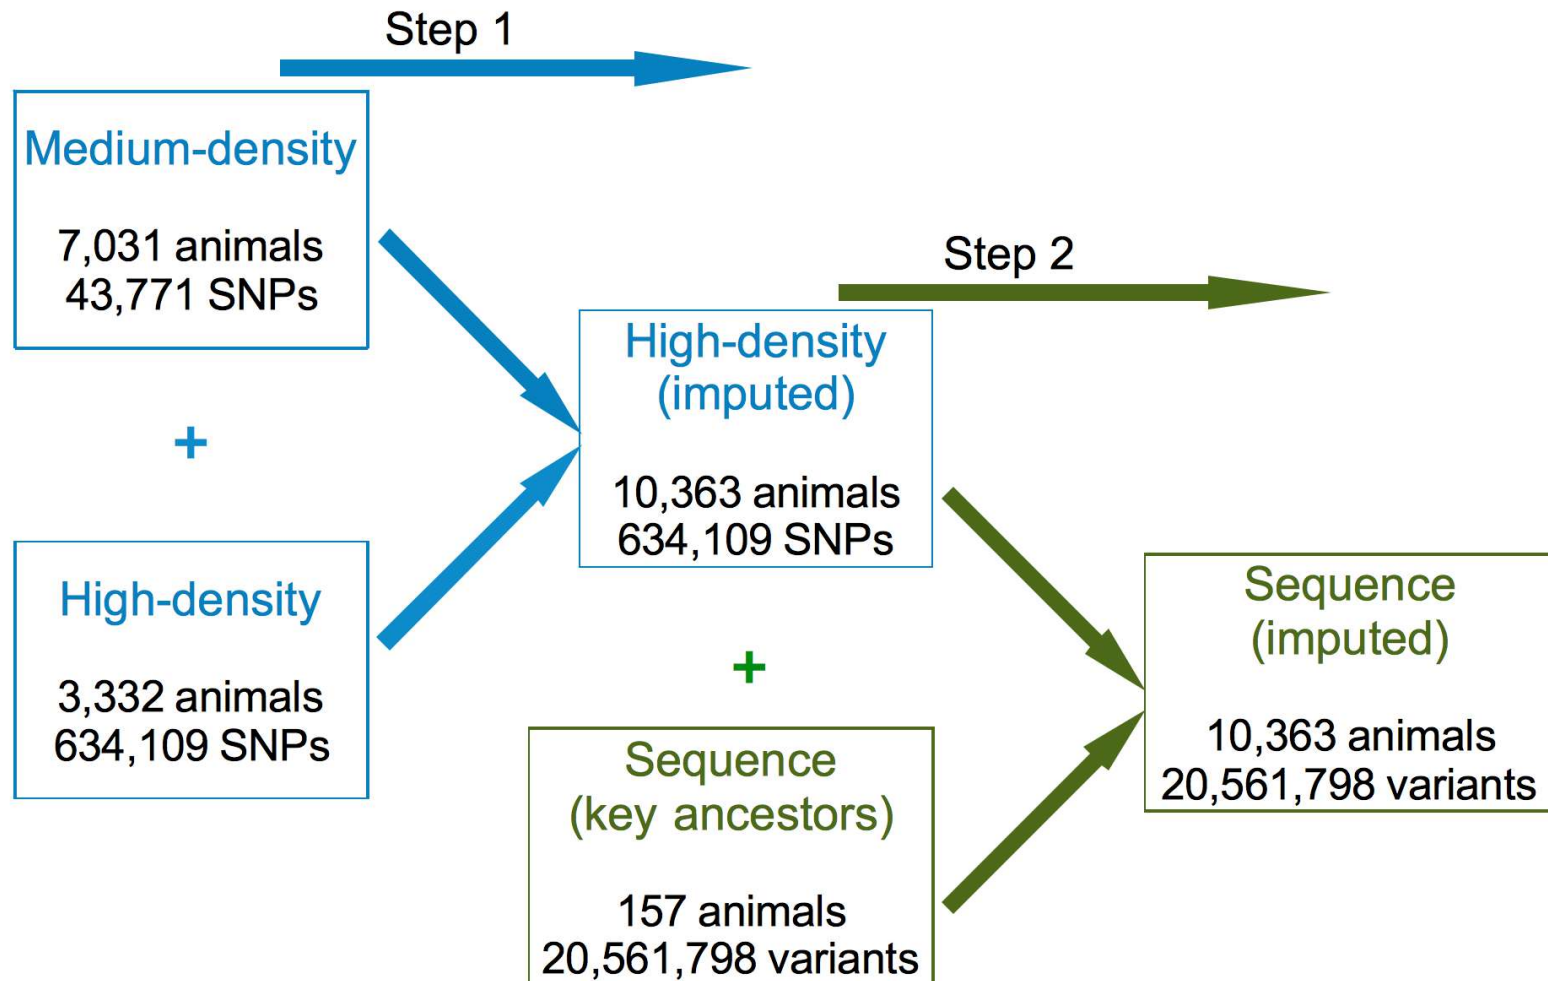 Step 1
Medium-density
7,031 animals
43,771 SNPs
+
High-density
3,332 animals
634,109 SNPs
Step 2
High-density
(imputed)
10,363 animals
634,109 SNPs
+
Sequence
(key ancestors)
157 animals
20,561,798 variants
Sequence
(imputed)
10,363 animals
20,561,798 variants